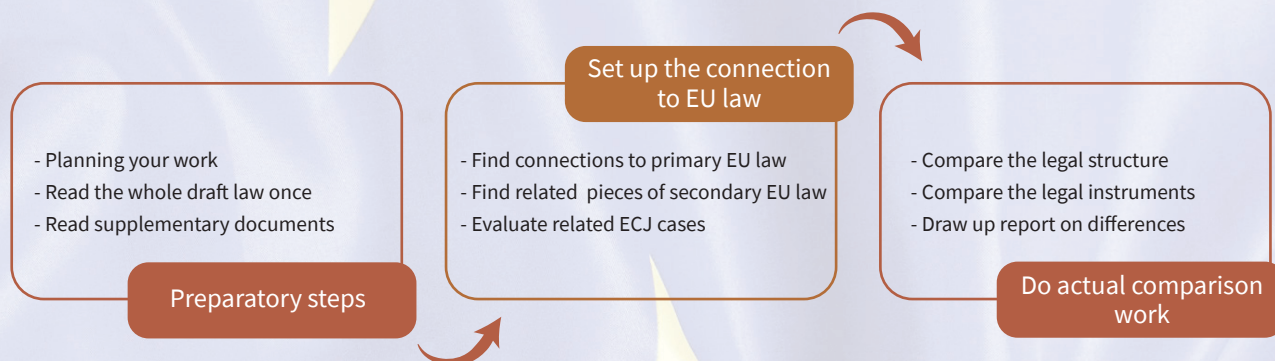 - Planning your work
- Read the whole draft law once
- Read supplementary documents
Preparatory steps
Set up the connection
to EU law
- Find connections to primary EU law
- Find related pieces of secondary EU law
- Evaluate related ECJ cases
- Compare the legal structure
- Compare the legal instruments
- Draw up report on differences
Do actual comparison
work